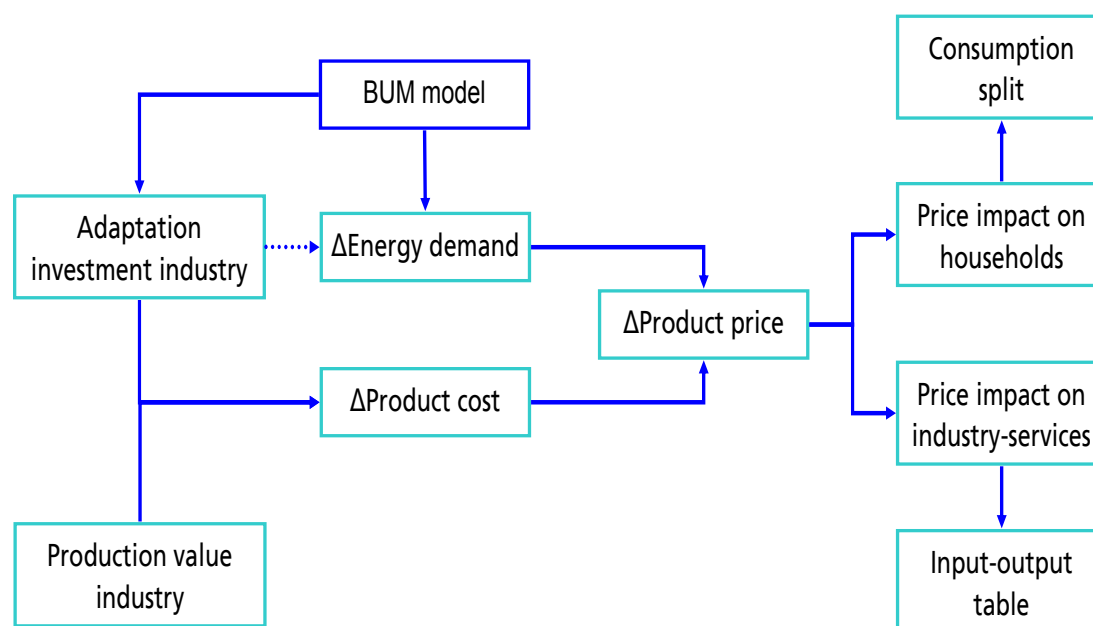 Consumption
split
BUM model
Adaptation
investment industry
ΔEnergy demand
Price impact on
households
ΔProduct price
ΔProduct cost
Price impact on
industry-services
Production value
industry
Input-output
table